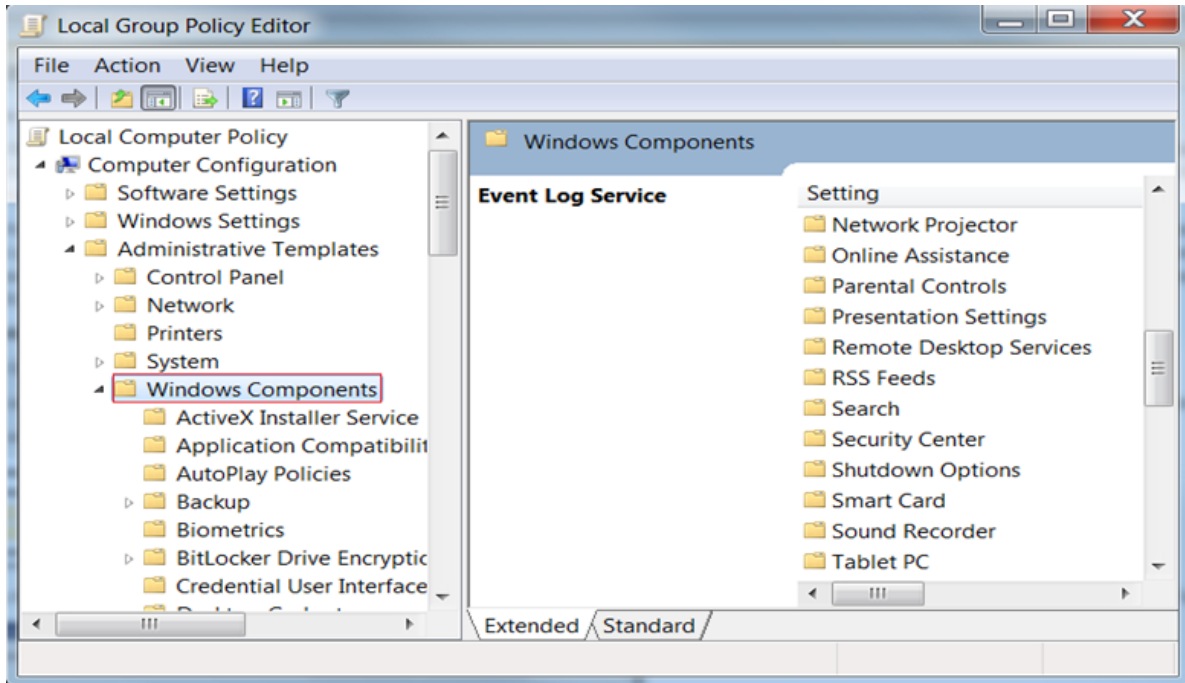 Local Group Policy Editor
File Action View Help
Local Computer Policy
Computer Configuration
Software Settings
Windows Settings
Administrative Templates
Control Panel
Network
Printers
System
Windows Components
ActiveX Installer Service
Application Compatibilit
AutoPlay Policies
Backup
Biometrics
BitLocker Drive Encryptic
Credential User Interface
Windows Components
Event Log Service
Setting
Network Projector
Online Assistance
Parental Controls
Presentation Settings
Remote Desktop Services
RSS Feeds
Search
Security Center
Shutdown Options
Smart Card
Sound Recorder
Tablet PC
Extended Standard